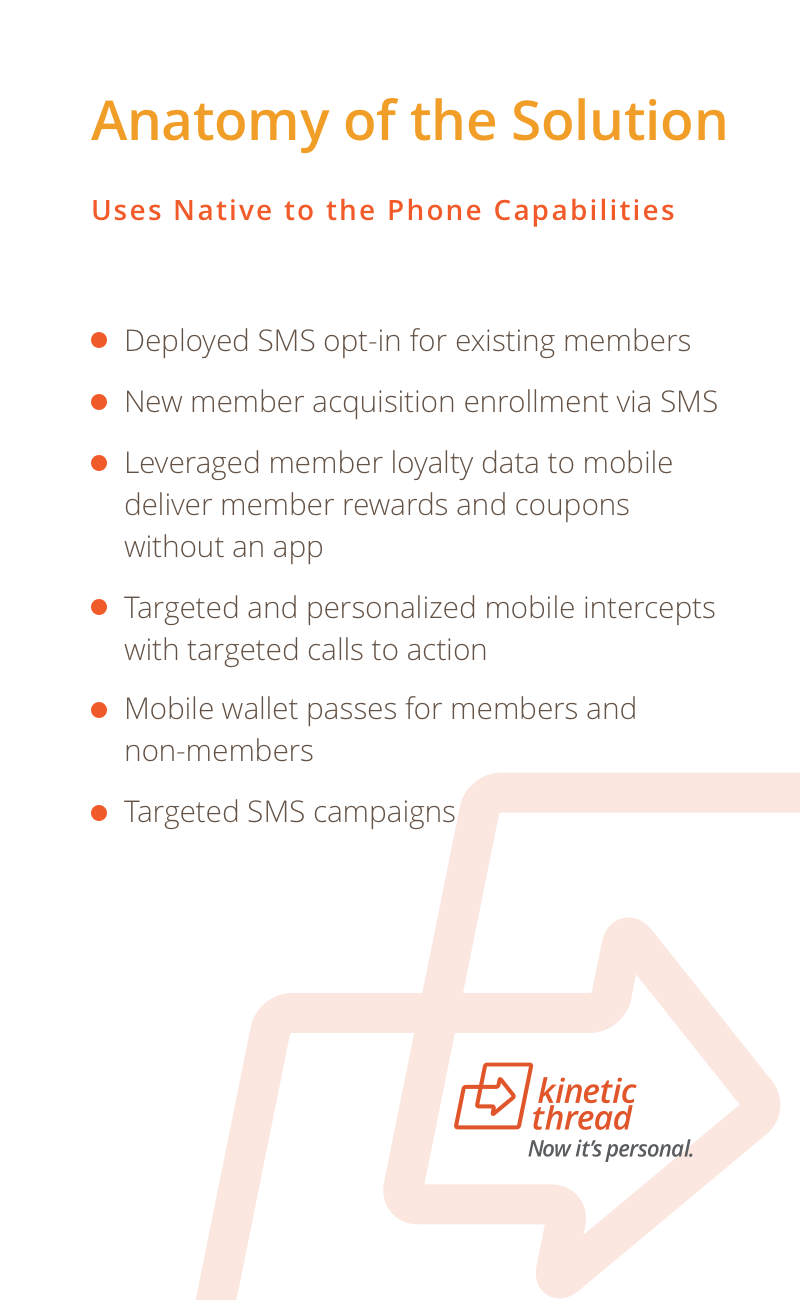 Anatomy of the Solution
Uses Native to the Phone Capabilities
Deployed SMS opt-in for existing members
New member acquisition enrollment via SMS
Leveraged member loyalty data to mobile
deliver member rewards and coupons
without an app
Targeted and personalized mobile intercepts
with targeted calls to action
Mobile wallet passes for members and
non-members
Targeted SMS campaigns
kinetic
thread
Now it's personal.